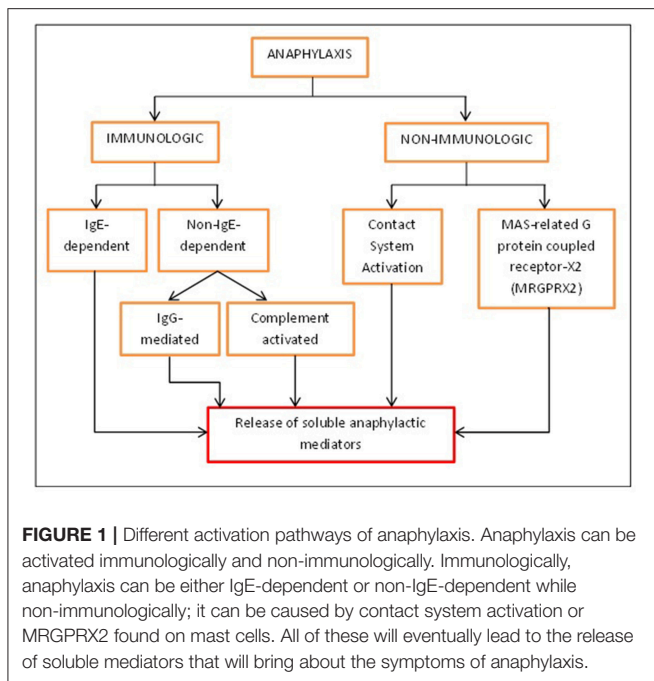 ANAPHYLAXIS
IMMUNOLOGIC
NON-IMMUNOLOGIC
IgE-
dependent
Non-IgE-
dependent
Contact
System
Activation
MAS-related G
protein coupled
receptor-X2
(MRGPRX2)
IgG-
mediated
Complement
activated
Release of soluble anaphylactic
mediators
FIGURE 1 | Different activation pathways of anaphylaxis. Anaphylaxis can be
activated immunologically and non-immunologically. Immunologically,
anaphylaxis can be either IgE-dependent or non-IgE-dependent while
non-immunologically; it can be caused by contact system activation or
MRGPRX2 found on mast cells. All of these will eventually lead to the release
of soluble mediators that will bring about the symptoms of anaphylaxis.